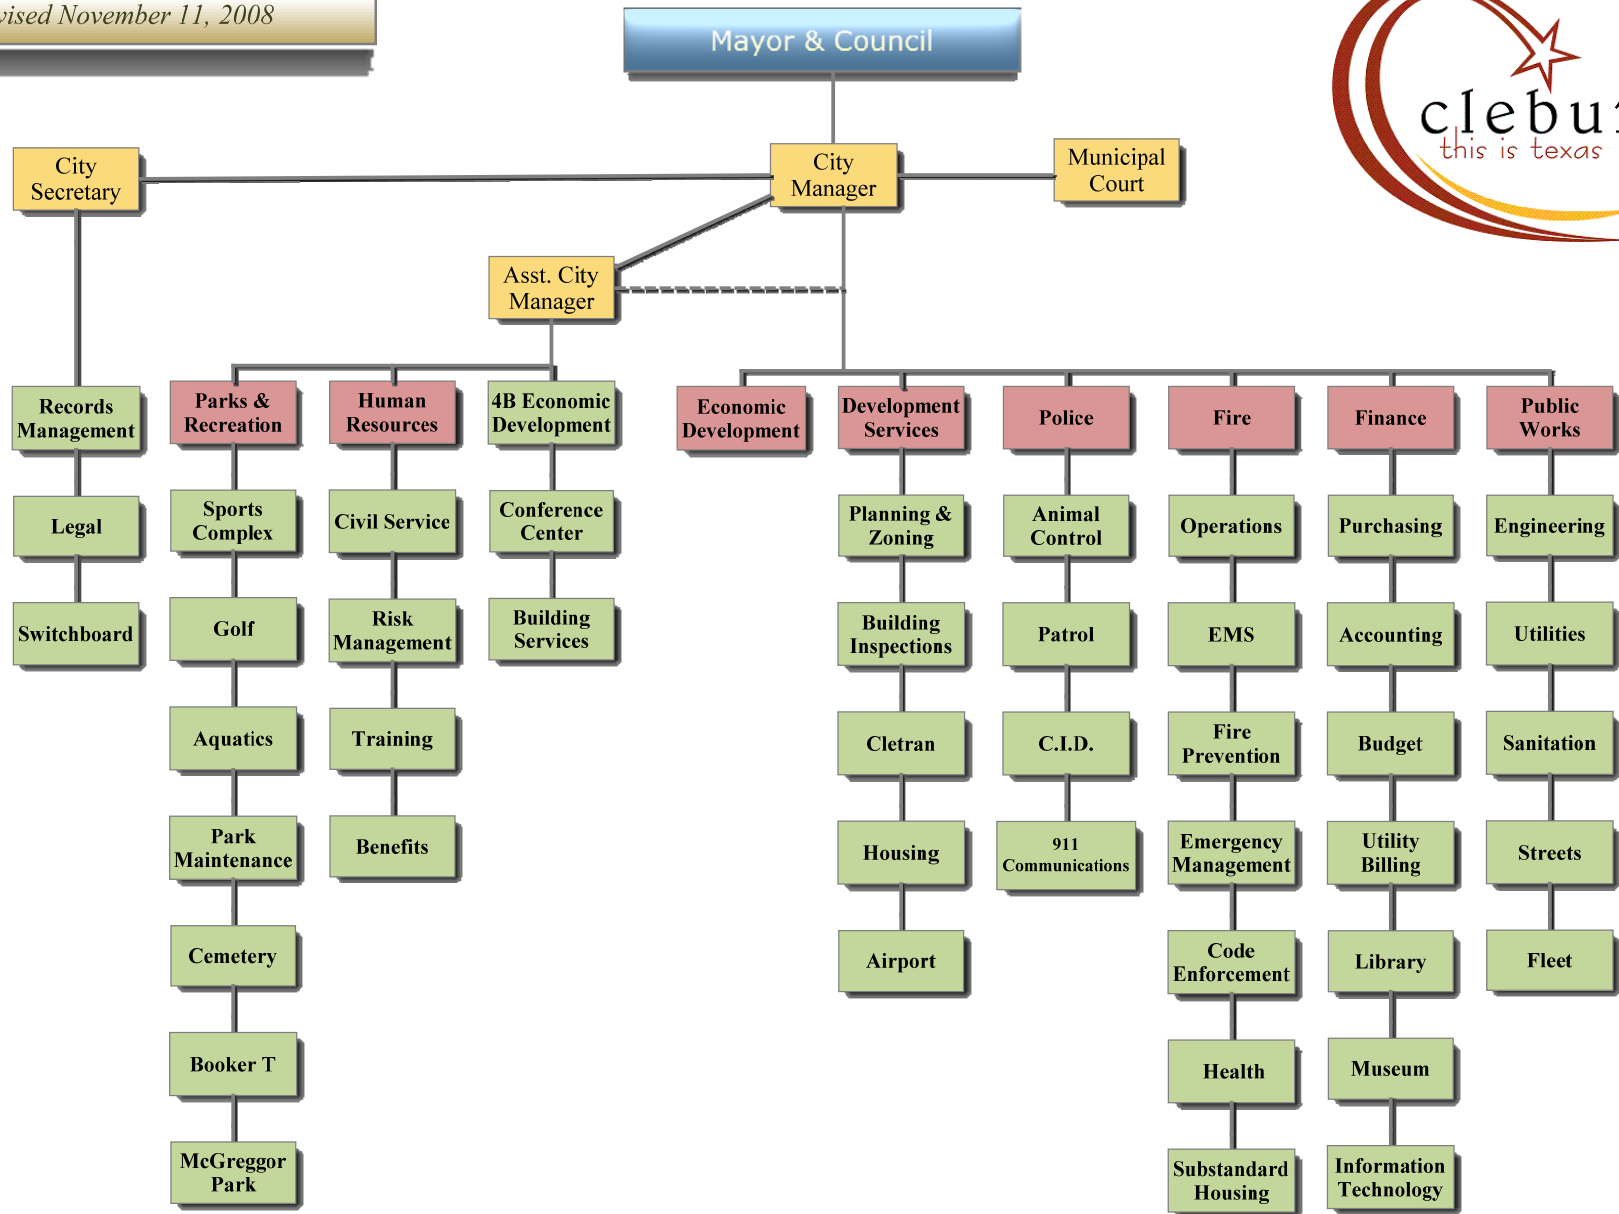 November 11, 2008
Mayor & Council
this is texas
City
Secretary
City
Manager
Municipal
Court
Asst. City
Manager
Records
Management
Legal
Switchboard
Parks &
Recreation
Sports
Complex
Golf
Aquatics
Park
Maintenance
Cemetery
Booker T
McGreggor
Park
Human
Resources
Civil Service
Risk
Management
Training
Benefits
4B Economic
Development
Conference
Center
Building
Services
Economic
Development
Development
Services
Planning &
Zoning
Building
Inspections
Cletran
Housing
Airport
Police
Animal
Control
Patrol
C.I.D.
911
Communications
Fire
Operations
EMS
Fire
Prevention
Emergency
Management
Code
Enforcement
Health
Substandard
Housing
Finance
Purchasing
Accounting
Budget
Utility
Billing
Library
Museum
Information
Technology
Public
Works
Engineering
Utilities
Sanitation
Streets
Fleet